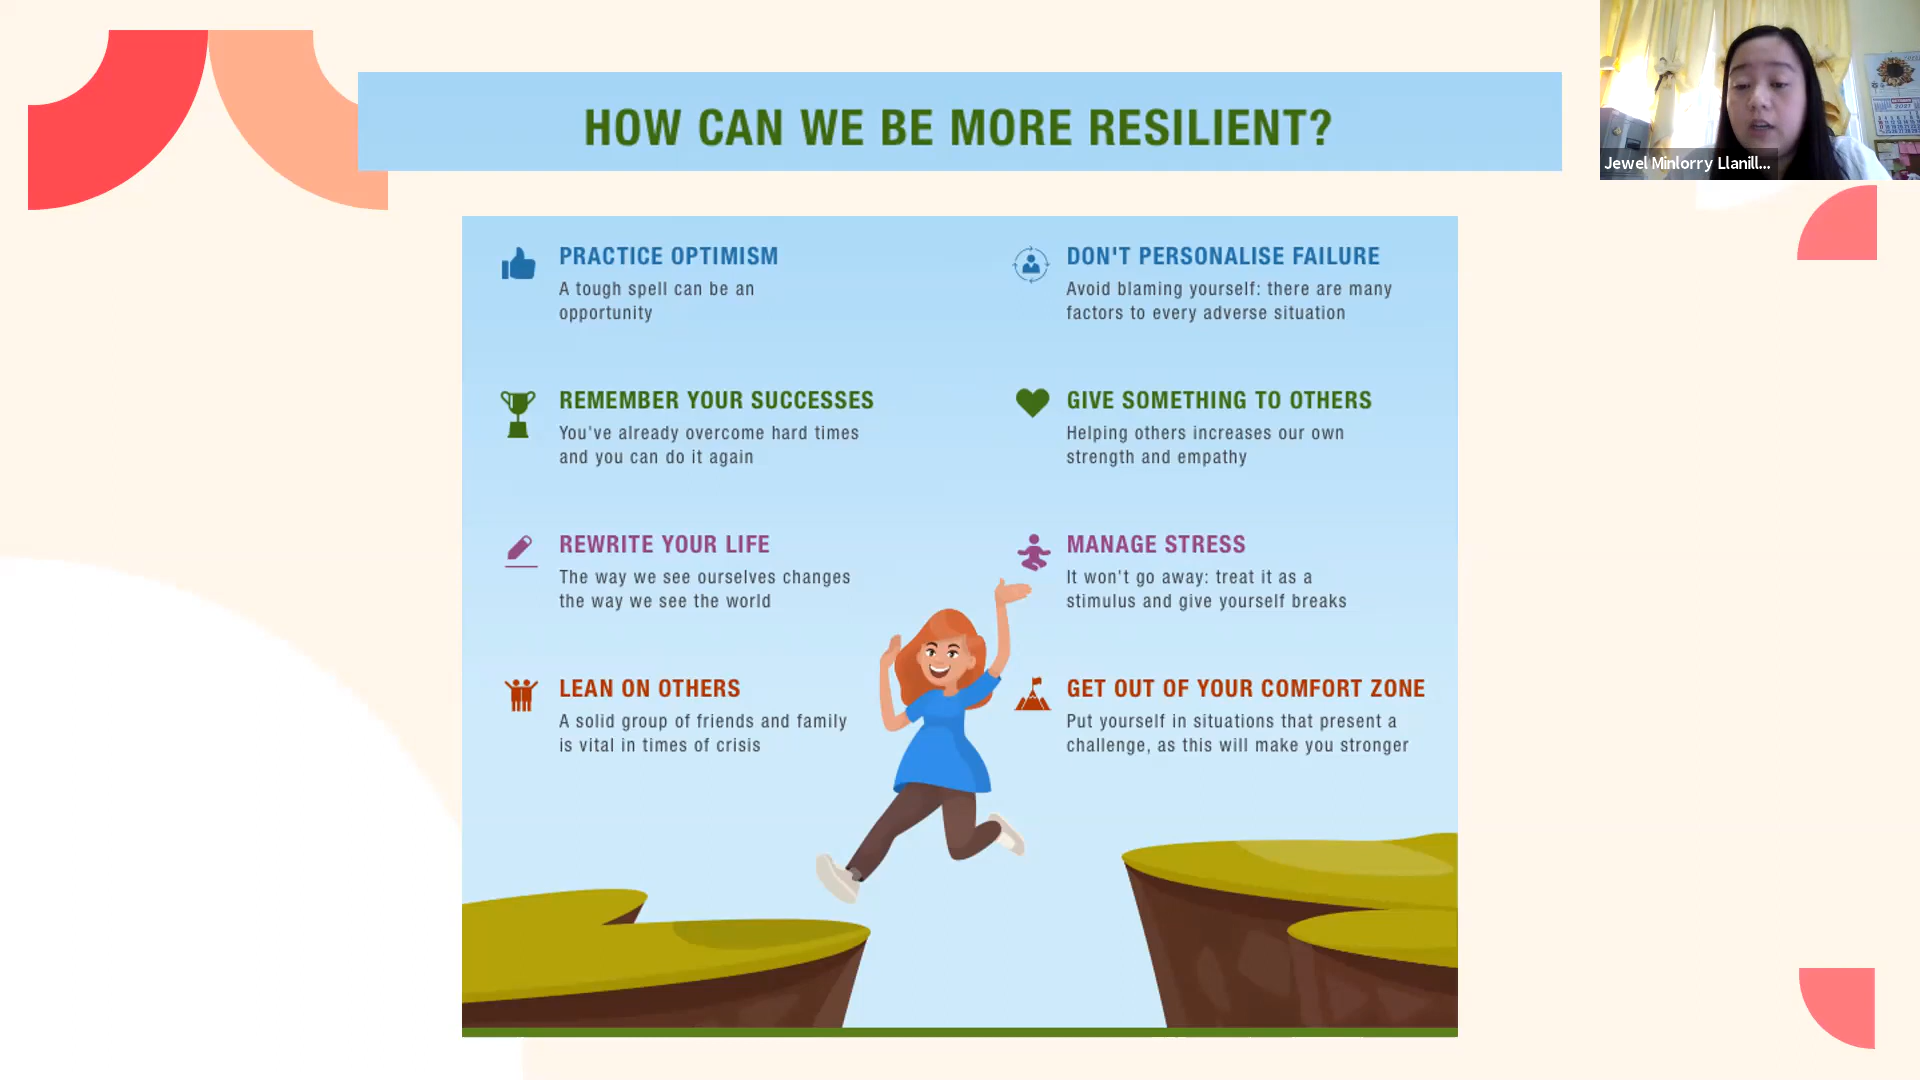 HOW CAN WE BE MORE RESILIENT?
Jewel Minlorry Llanill...
PRACTICE OPTIMISM
A tough spell can be an
opportunity
REMEMBER YOUR SUCCESSES
You've already overcome hard times
and you can do it again
REWRITE YOUR LIFE
The way we see ourselves changes
the way we see the world
LEAN ON OTHERS
A solid group of friends and family
is vital in times of crisis
DON'T PERSONALISE FAILURE
Avoid blaming yourself: there are many
factors to every adverse situation
GIVE SOMETHING TO OTHERS
Helping others increases our own
strength and empathy
MANAGE STRESS
It won't go away: treat it as a
stimulus and give yourself breaks
GET OUT OF YOUR COMFORT ZONE
Put yourself in situations that present a
challenge, as this will make you stronger